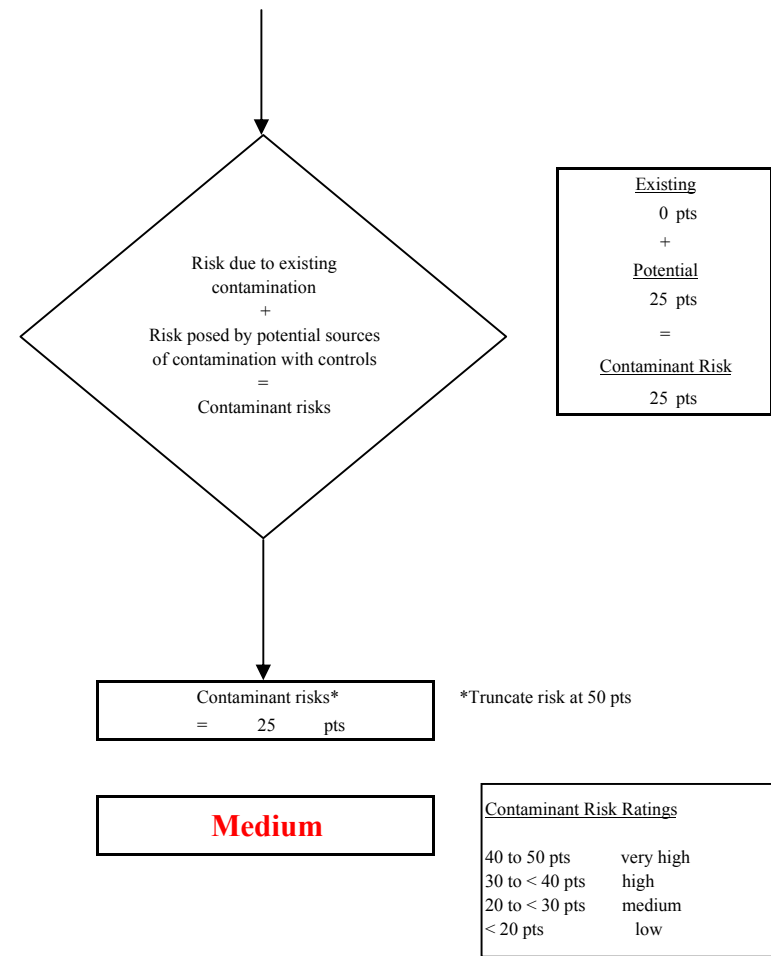 Risk due to existing
contamination
+
Risk posed by potential sources
of contamination with controls
=
Contaminant risks
Existing
0 pts
+
Potential
25 pts
=
Contaminant Risk
25 pts
Contaminant risks*
= 25 pts
*Truncate risk at 50 pts
Medium
Contaminant Risk Ratings
40 to 50 pts very high
30 to < 40 pts high
20 to < 30 pts medium
< 20 pts low